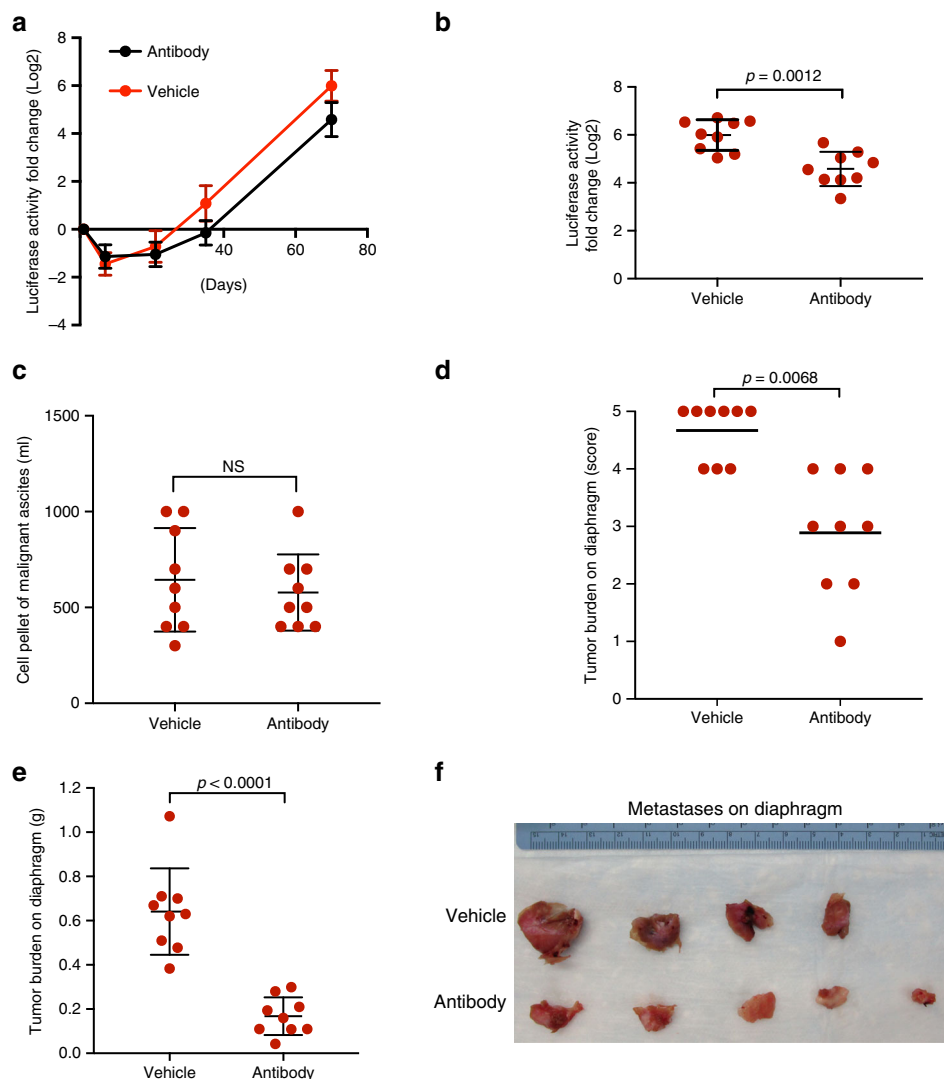 a
8
6
4
2
0
–2
–4
Luciferase activity fold change (Log2)
Antibody
Vehicle
40
60
80
(Days)
b
p = 0.0012
8
6
4
2
0
Luciferase activity
fold change (Log2)
Vehicle
Antibody
c
1500
1000
500
0
Cell pellet of malignant ascites (ml)
NS
Vehicle
Antibody
d
p = 0.0068
5
4
3
2
1
0
Tumor burden on diaphragm (score)
Vehicle
Antibody
e
p < 0.0001
1.2
1.0
0.8
0.6
0.4
0.2
0.0
Tumor burden on diaphragm (g)
Vehicle
Antibody
f
Metastases on diaphragm
Vehicle
Antibody